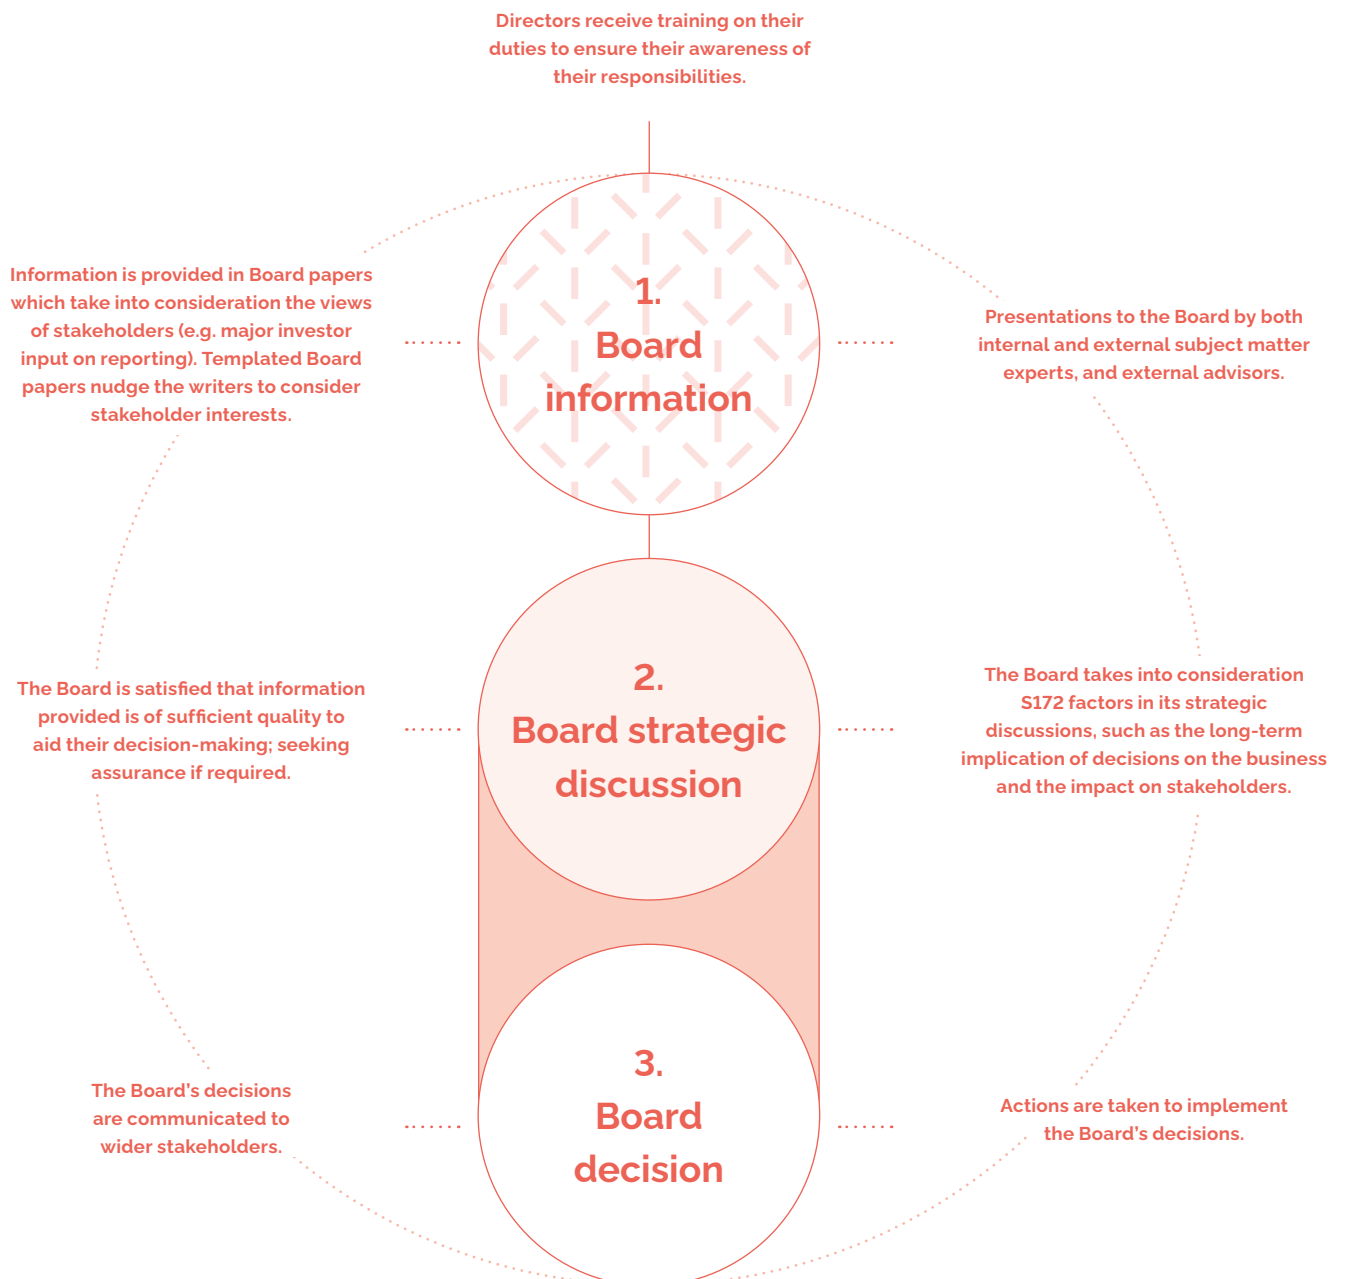 Directors receive training on their
duties to ensure their awareness of
their responsibilities.
1.
Board
information
Information is provided in Board papers
which take into consideration the views
of stakeholders (e.g. major investor
input on reporting). Templated Board
papers nudge the writers to consider
stakeholder interests.
Presentations to the Board by both
internal and external subject matter
experts, and external advisors.
2.
Board strategic
discussion
The Board is satisfied that information
provided is of sufficient quality to
aid their decision-making; seeking
assurance if required.
The Board takes into consideration
S172 factors in its strategic
discussions, such as the long-term
implication of decisions on the business
and the impact on stakeholders.
3.
Board
decision
The Board's decisions
are communicated to
wider stakeholders.
Actions are taken to implement
the Board's decisions.